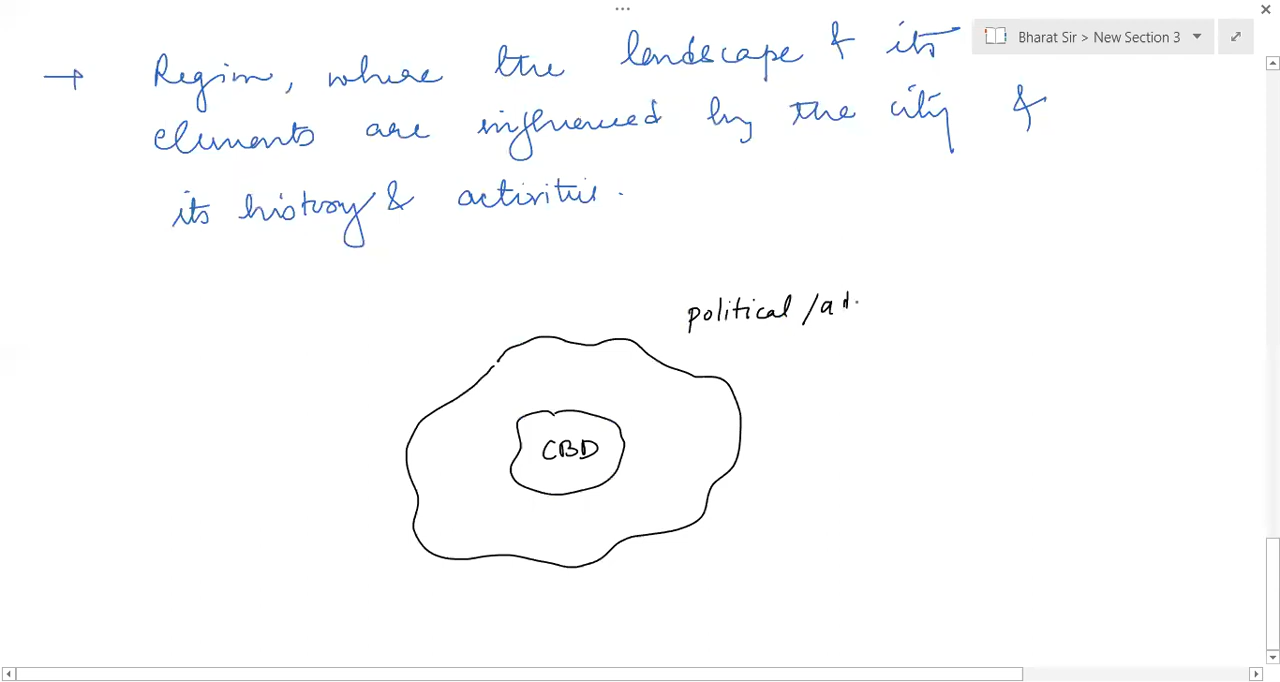 Bharat Sir > New Section 3
→ Region, where the landscape & its
elements are influenced by the city &
its history & activities.
political /ad
CBD